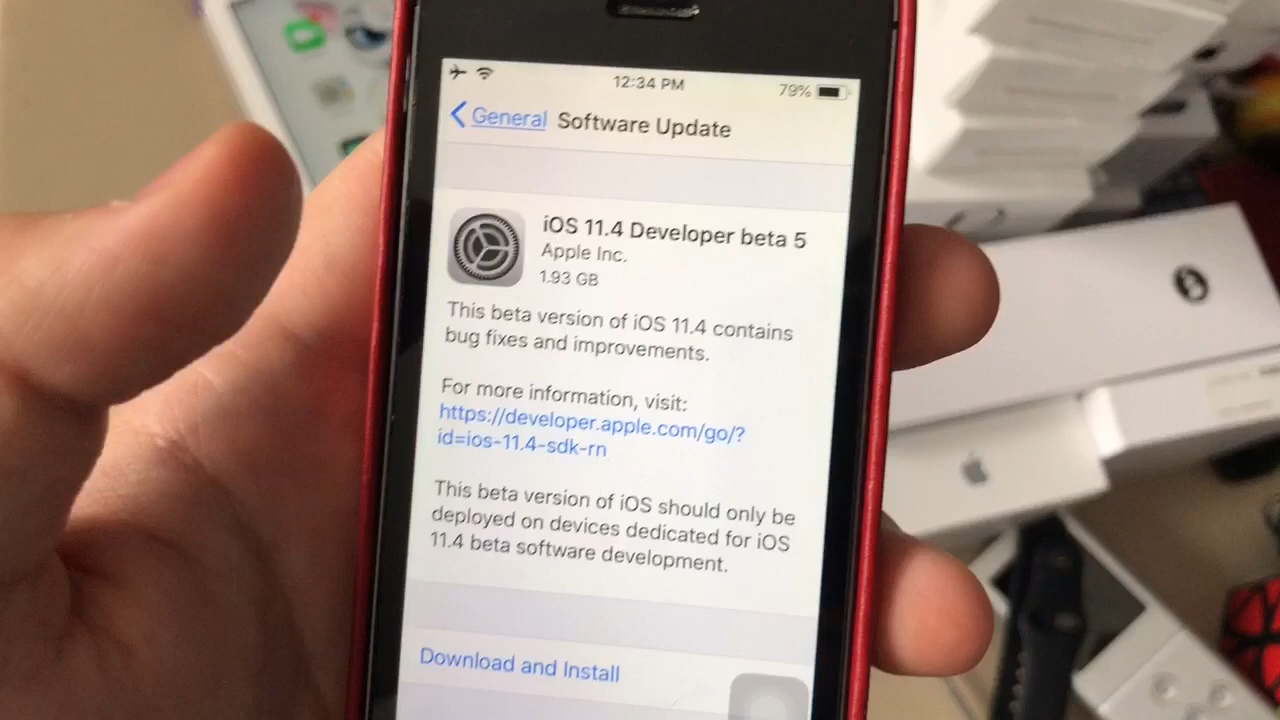 12:34 PM
79%
General Software Update
iOS 11.4 Developer beta 5
Apple Inc.
1.93 GB
This beta version of iOS 11.4 contains
bug fixes and improvements.
For more information, visit:
https://developer.apple.com/go/?
id=ios-11.4-sdk-rn
This beta version of iOS should only be
deployed on devices dedicated for iOS
11.4 beta software development.
Download and Install